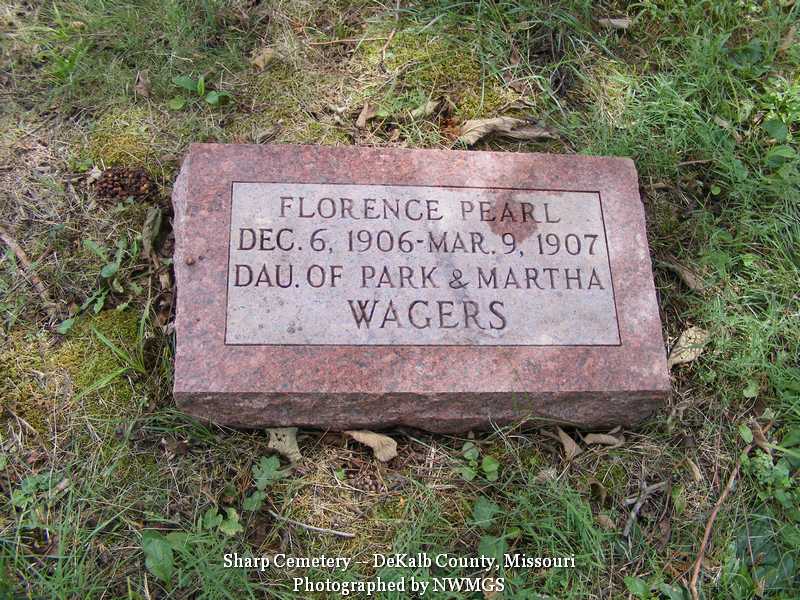 FLORENCE PEARL
DEC. 6, 1906-MAR. 9, 1907
DAU. OF PARK & MARTHA
WAGERS
Sharp Cemetery -- DeKalb County, Missouri
Photographed by NWMGS